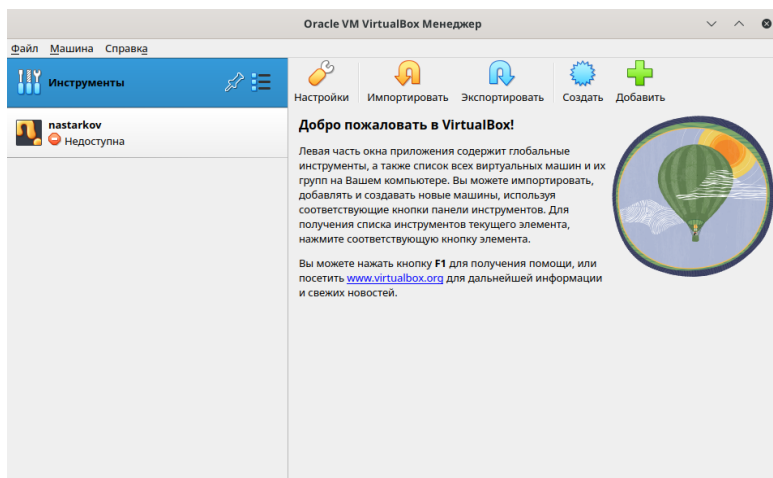 Oracle VM VirtualBox Менеджер
Файл Машина Справка
Инструменты
nastarkov
Недоступна
Настройки Импортировать Экспортировать Создать Добавить
Добро пожаловать в VirtualBox!
Левая часть окна приложения содержит глобальные
инструменты, а также список всех виртуальных машин и их
групп на Вашем компьютере. Вы можете импортировать,
добавлять и создавать новые машины, используя
соответствующие кнопки панели инструментов. Для
получения списка инструментов текущего элемента,
нажмите соответствующую кнопку элемента.
Вы можете нажать кнопку F1 для получения помощи, или
посетить www.virtualbox.org для дальнейшей информации
и свежих новостей.